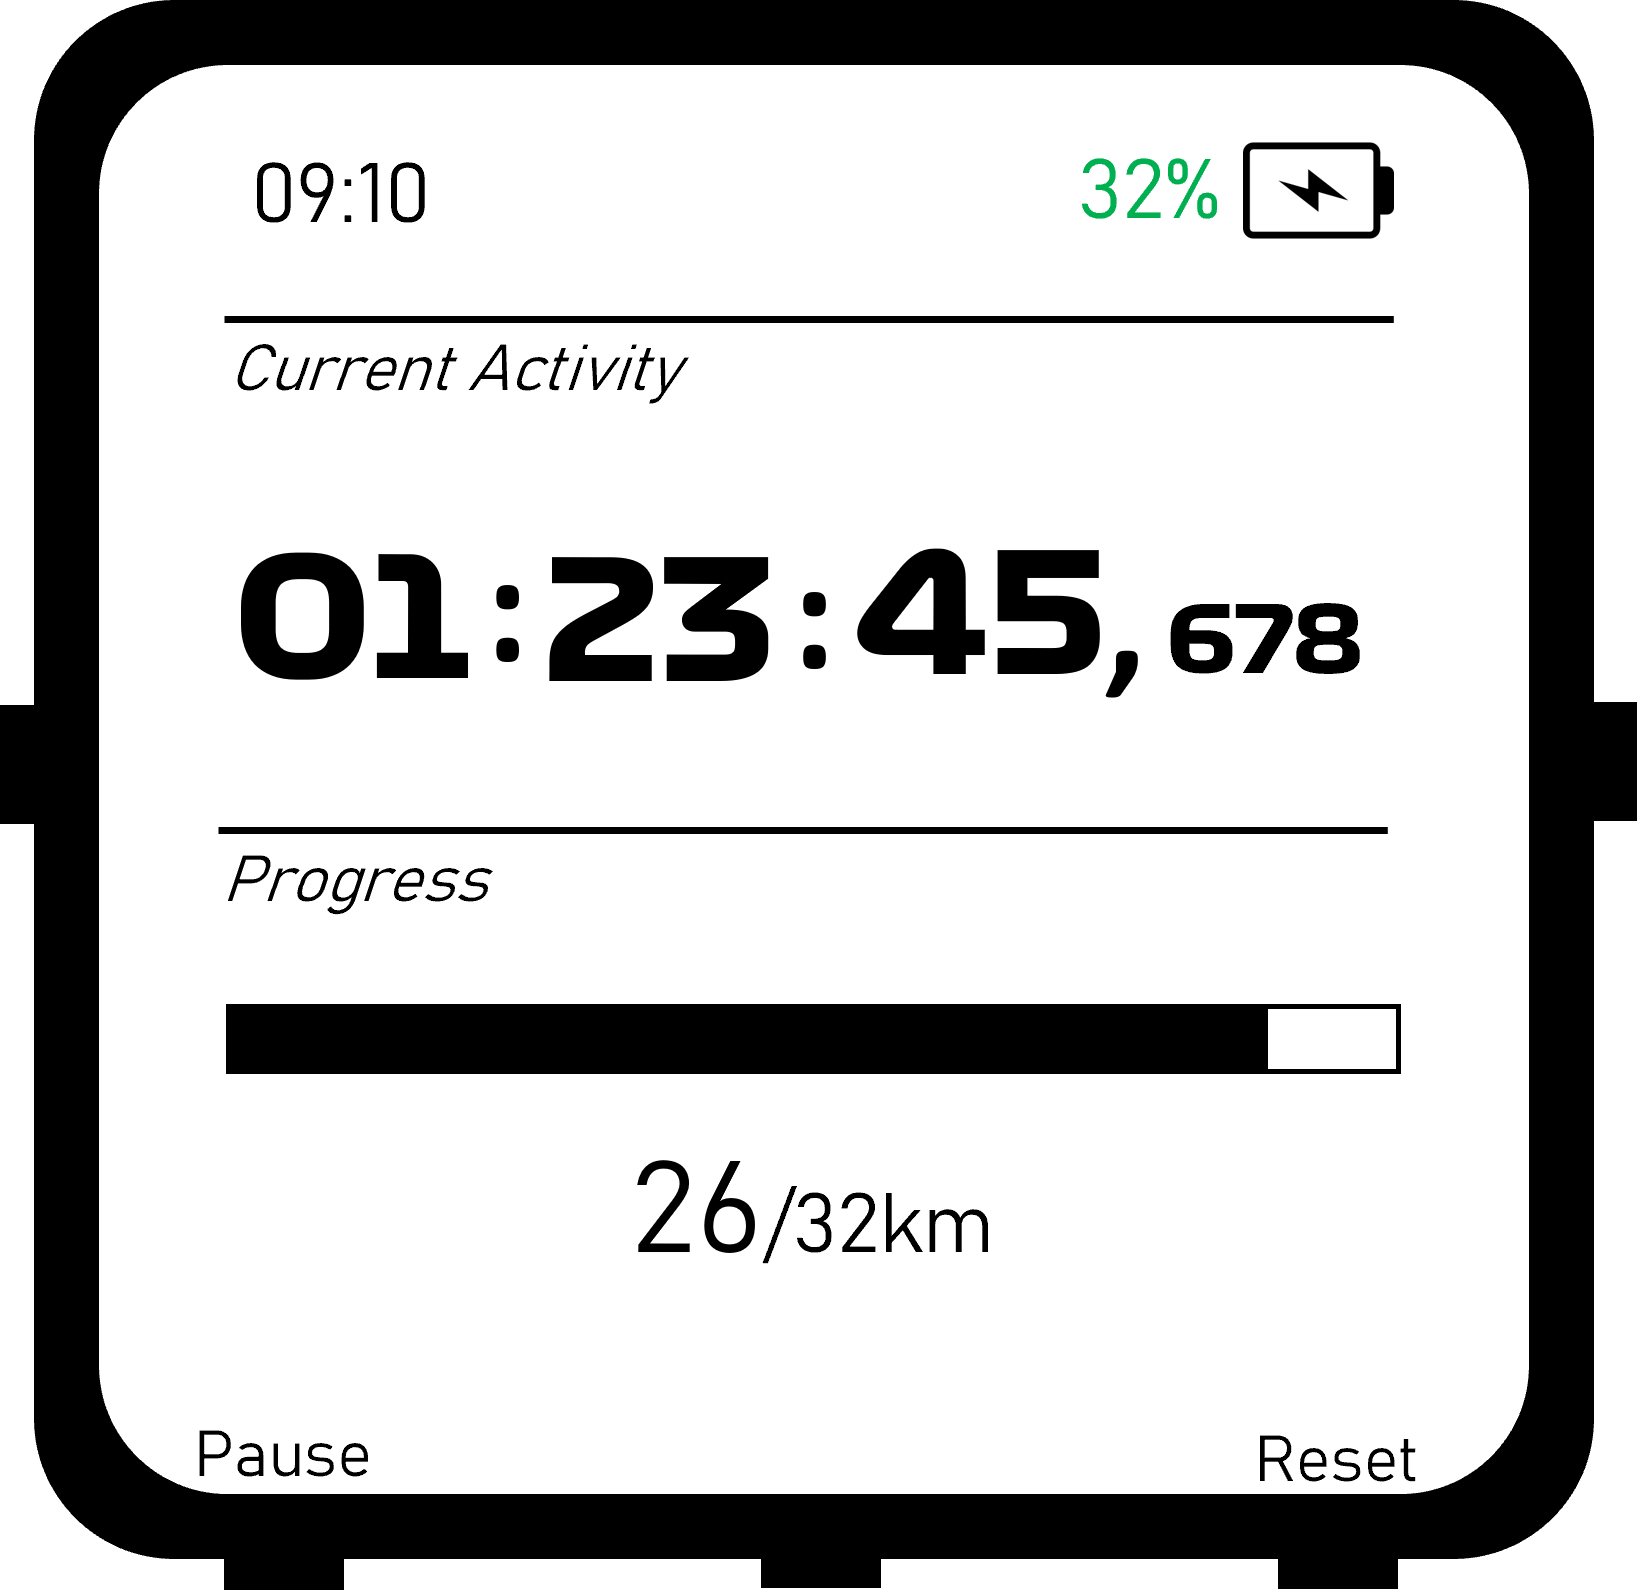 09:10 32%
Current Activity
01:23:45,678
Progress
26/32km
Pause Reset